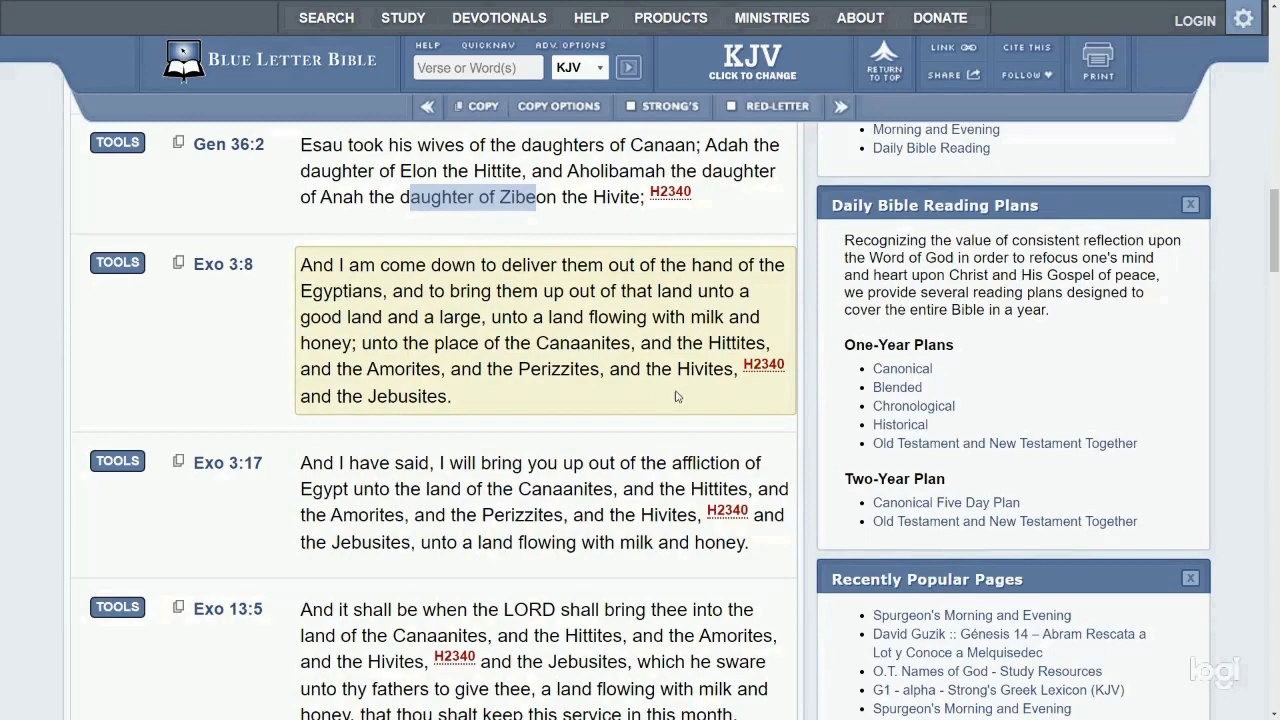 SEARCH STUDY DEVOTIONALS HELP PRODUCTS MINISTRIES ABOUT DONATE LOGIN
BLUE LETTER BIBLE
HELP QUICKNAV ADV. OPTIONS
Verse or Word(s) KJV
KJV
CLICK TO CHANGE
RETURN
TO TOP
LINK CITE THIS
SHARE FOLLOW
PRINT
COPY COPY OPTIONS STRONG'S RED-LETTER
TOOLS Gen 36:2
Esau took his wives of the daughters of Canaan; Adah the
daughter of Elon the Hittite, and Aholibamah the daughter
of Anah the daughter of Zibeon the Hivite; H2340
TOOLS Exo 3:8
And I am come down to deliver them out of the hand of the
Egyptians, and to bring them up out of that land unto a
good land and a large, unto a land flowing with milk and
honey; unto the place of the Canaanites, and the Hittites,
and the Amorites, and the Perizzites, and the Hivites, H2340
and the Jebusites.
TOOLS Exo 3:17
And I have said, I will bring you up out of the affliction of
Egypt unto the land of the Canaanites, and the Hittites, and
the Amorites, and the Perizzites, and the Hivites, H2340 and
the Jebusites, unto a land flowing with milk and honey.
TOOLS Exo 13:5
And it shall be when the LORD shall bring thee into the
land of the Canaanites, and the Hittites, and the Amorites,
and the Hivites, H2340 and the Jebusites, which he sware
unto thy fathers to give thee, a land flowing with milk and
honey, that thou shalt keep this service in this month.
Morning and Evening
Daily Bible Reading
Daily Bible Reading Plans X
Recognizing the value of consistent reflection upon
the Word of God in order to refocus one's mind
and heart upon Christ and His Gospel of peace,
we provide several reading plans designed to
cover the entire Bible in a year.
One-Year Plans
Canonical
Blended
Chronological
Historical
Old Testament and New Testament Together
Two-Year Plan
Canonical Five Day Plan
Old Testament and New Testament Together
Recently Popular Pages X
Spurgeon's Morning and Evening
David Guzik :: Génesis 14 – Abram Rescata a
Lot y Conoce a Melquisedec
O.T. Names of God - Study Resources
G1 - alpha - Strong's Greek Lexicon (KJV)
Spurgeon's Morning and Evening
logi